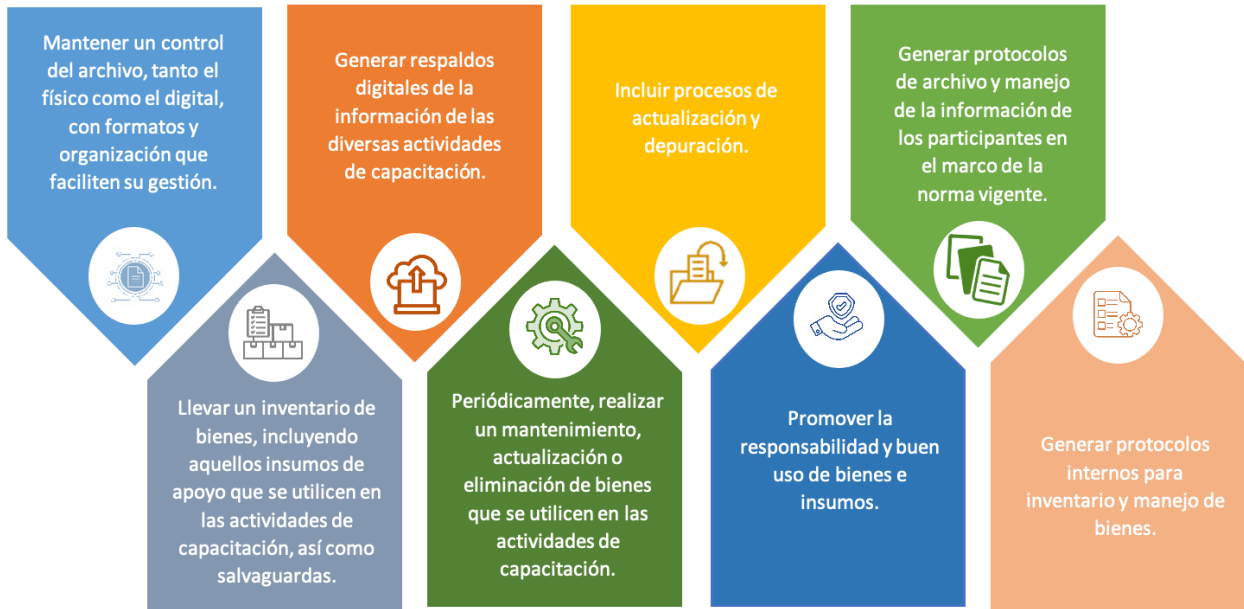 Mantener un control
del archivo, tanto el
físico como el digital,
con formatos y
organización que
faciliten su gestión.
Generar respaldos
digitales de la
información de las
diversas actividades
de capacitación.
Incluir procesos de
actualización y
depuración.
Generar protocolos
de archivo y manejo
de la información de
los participantes en
el marco de la
norma vigente.
Llevar un inventario de
bienes, incluyendo
aquellos insumos de
apoyo que se utilicen en
las actividades de
capacitación, así como
salvaguardas.
Periódicamente, realizar
un mantenimiento,
actualización o
eliminación de bienes
que se utilicen en las
actividades de
capacitación.
Promover la
responsabilidad y buen
uso de bienes e
insumos.
Generar protocolos
internos para
inventario y manejo de
bienes.